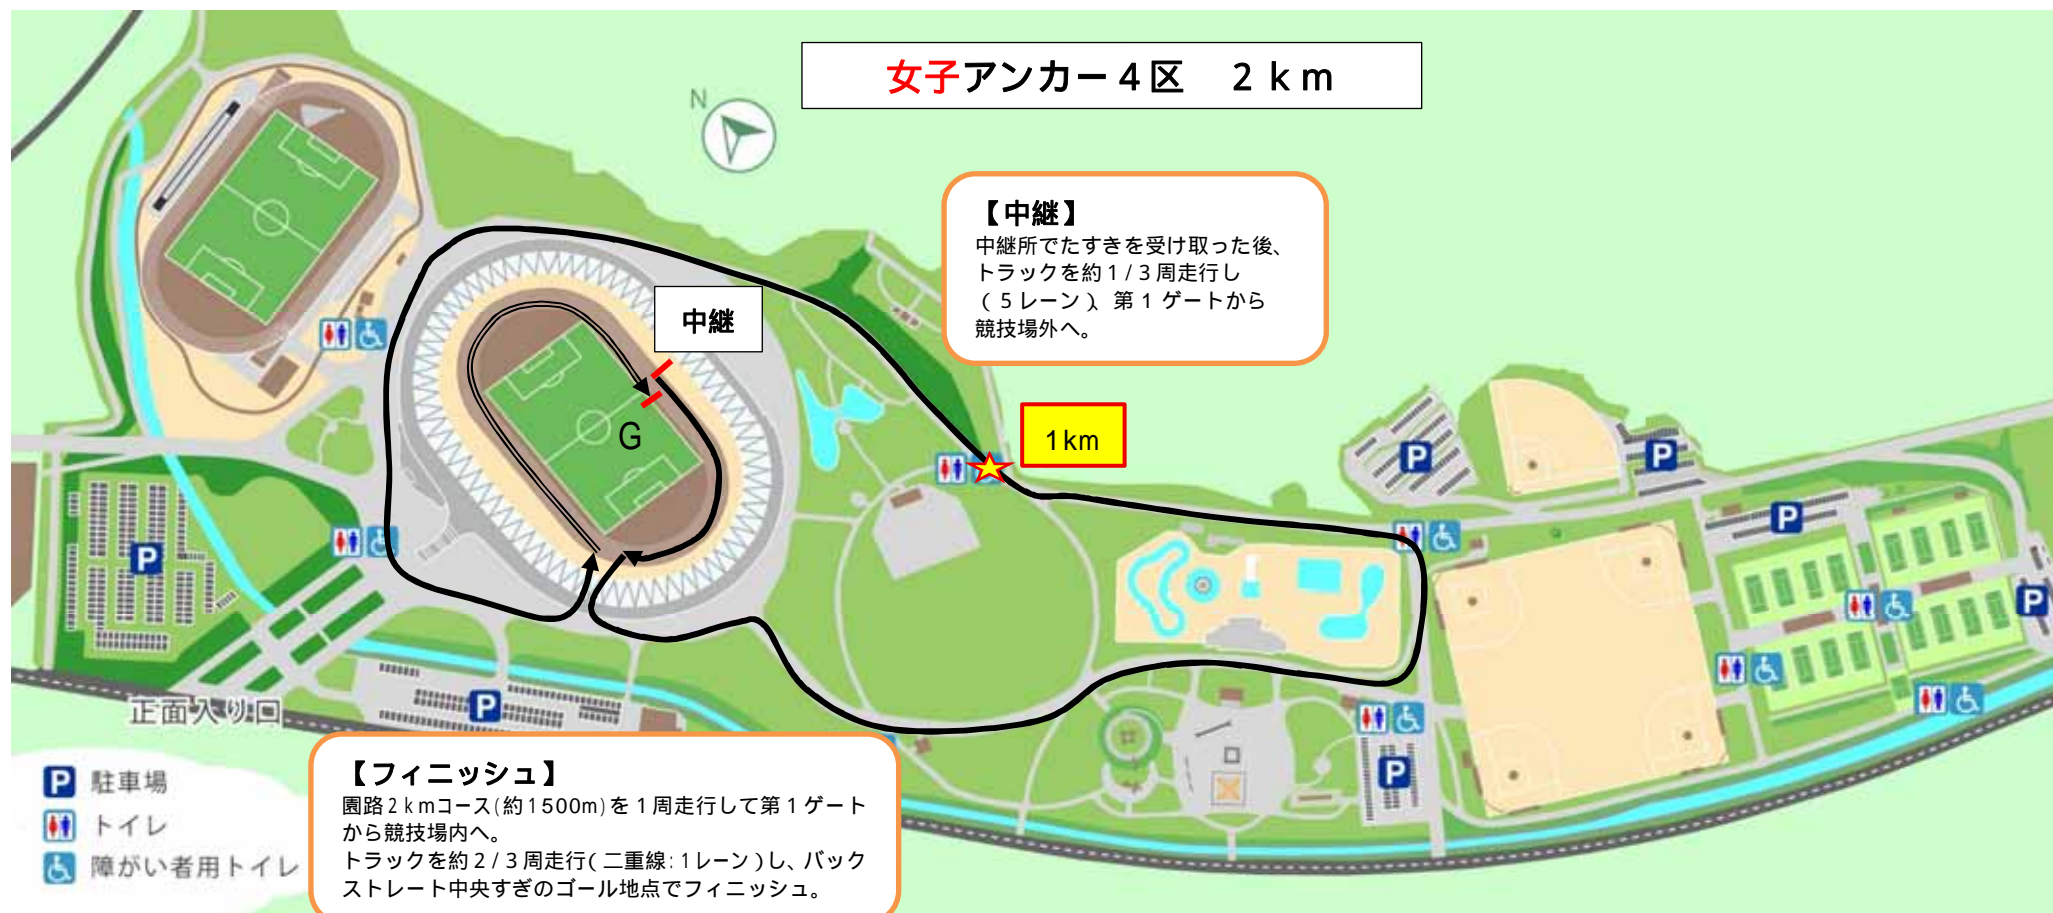 女子アンカー４区　２ｋｍ
N
【中継】
中継所でたすきを受け取った後、
トラックを約１/３周走行し
（５レーン）、第１ゲートから
競技場外へ。
中継
1km
G
P
P
P
P
P
P
P
正面入り口
P 駐車場
トイレ
障がい者用トイレ
【フィニッシュ】
園路２ｋｍコース(約1500m)を１周走行して第１ゲート
から競技場内へ。
トラックを約２/３周走行(二重線:1レーン)し、バック
ストレート中央すぎのゴール地点でフィニッシュ。